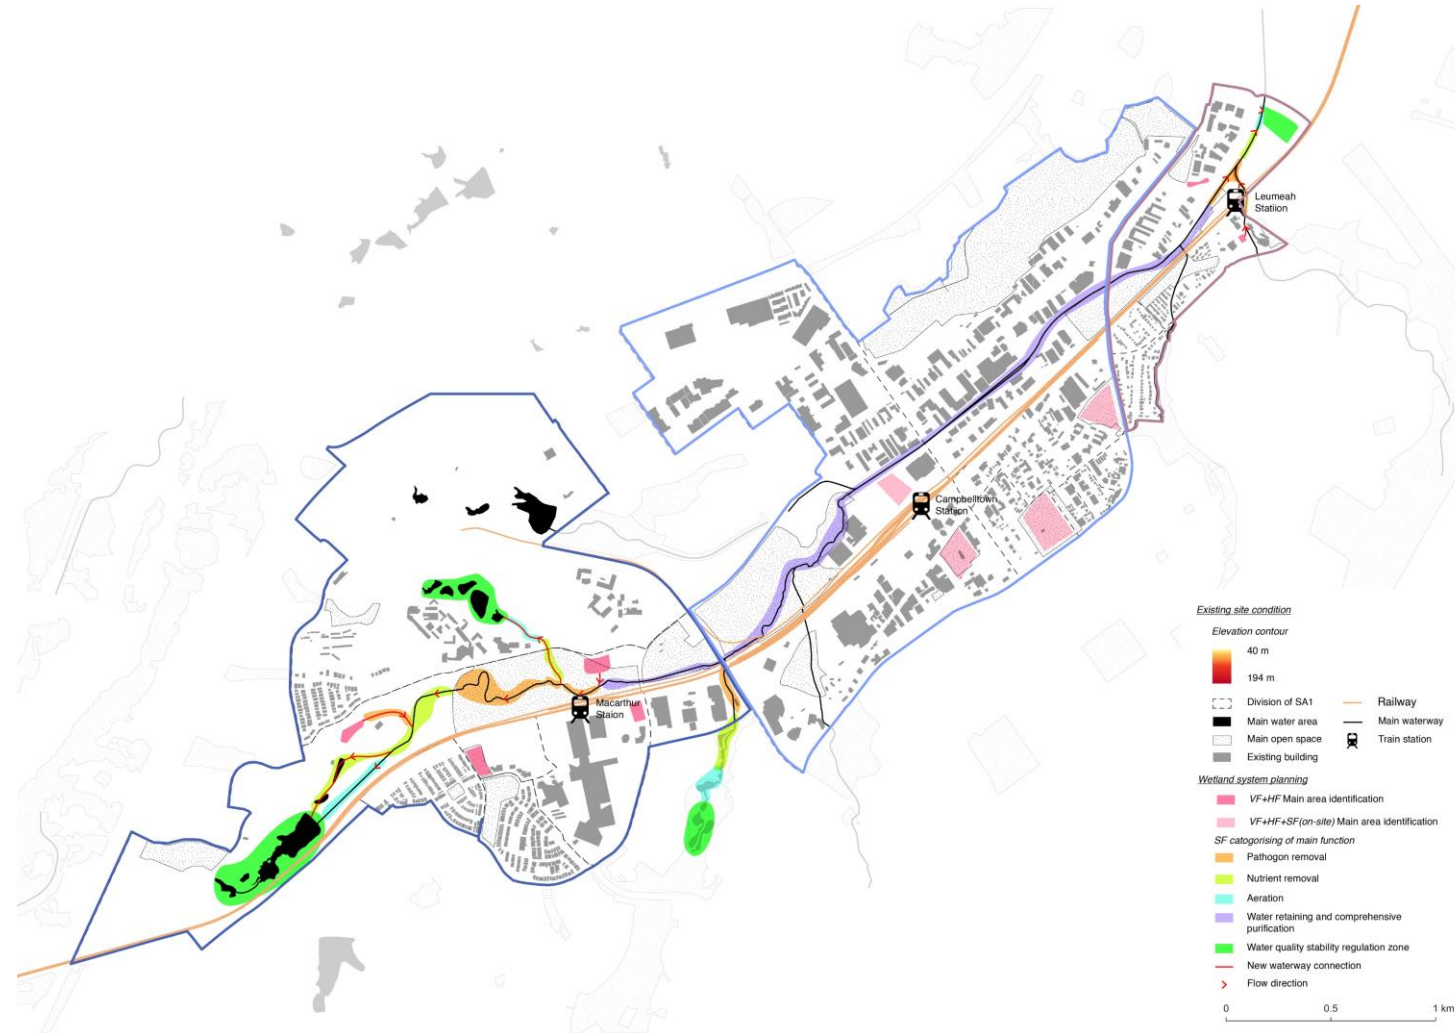 Leumeah
Statiion
Campbelltown
Statiion
Macarthur
Staion
Existing site condition
Elevation contour
40 m
194 m
Division of SA1
Railway
Main water area
Main waterway
Main open space
Train station
Existing building
Wetland system planning
VF+HF Main area identification
VF+HF+SF(on-site) Main area identification
SF catogorising of main function
Pathogon removal
Nutrient removal
Aeration
Water retaining and comprehensive
purification
Water quality stability regulation zone
New waterway connection
Flow direction
0 0.5 1 km